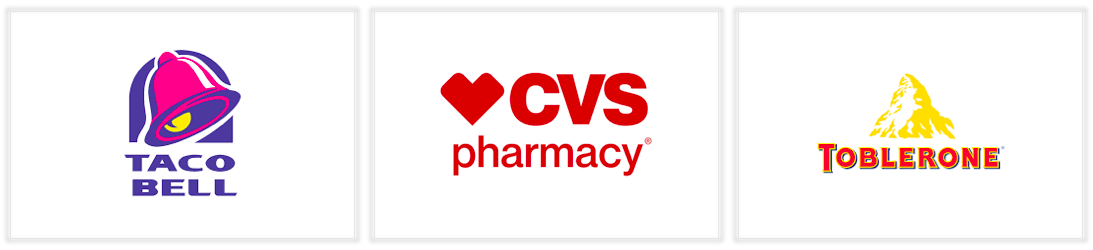 TACO
BELL
CVS
pharmacy®
TOBLERONE